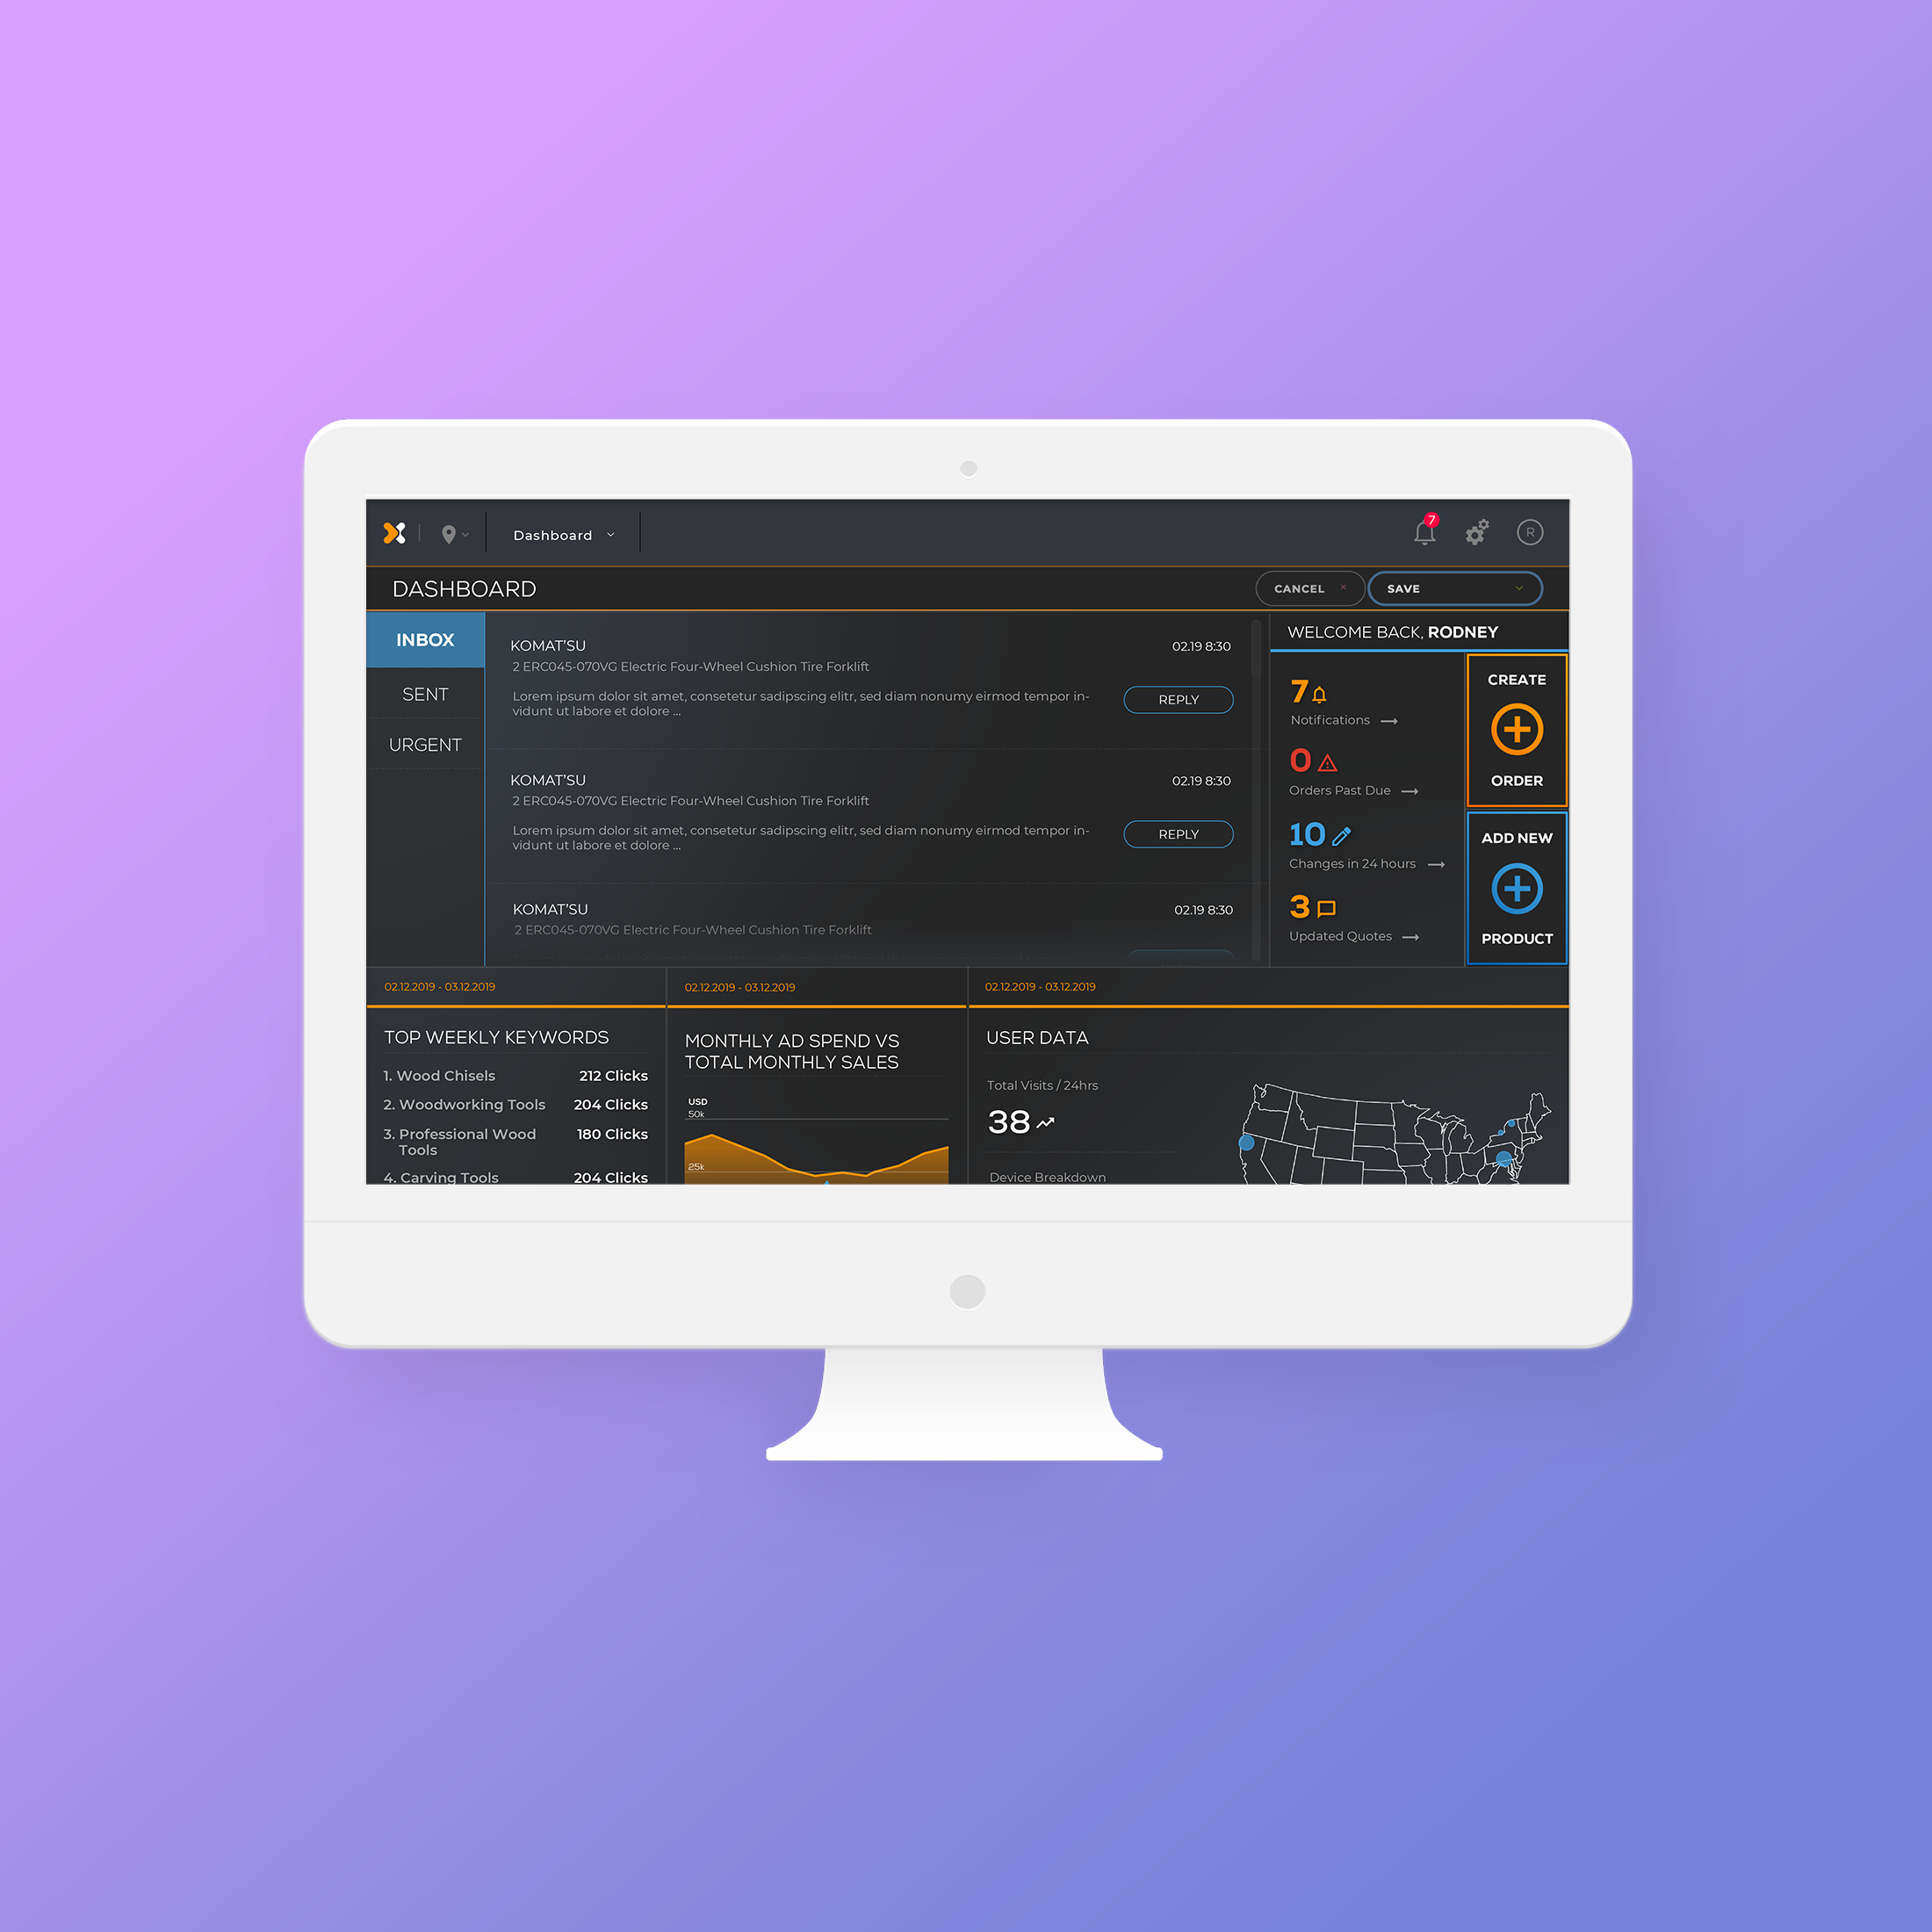 Dashboard
7
R
DASHBOARD
CANCEL ×
SAVE
INBOX
SENT
URGENT
KOMAT'SU
02.19 8:30
2 ERC045-070VG Electric Four-Wheel Cushion Tire Forklift
Lorem ipsum dolor sit amet, consetetur sadipscing elitr, sed diam nonumy eirmod tempor in-
vidunt ut labore et dolore ...
REPLY
KOMAT'SU
02.19 8:30
2 ERC045-070VG Electric Four-Wheel Cushion Tire Forklift
Lorem ipsum dolor sit amet, consetetur sadipscing elitr, sed diam nonumy eirmod tempor in-
vidunt ut labore et dolore ...
REPLY
KOMAT'SU
02.19 8:30
2 ERC045-070VG Electric Four-Wheel Cushion Tire Forklift
WELCOME BACK, RODNEY
7
Notifications
0
Orders Past Due
10
Changes in 24 hours
3
Updated Quotes
CREATE
ORDER
ADD NEW
PRODUCT
02.12.2019 - 03.12.2019
TOP WEEKLY KEYWORDS
1. Wood Chisels 212 Clicks
2. Woodworking Tools 204 Clicks
3. Professional Wood 180 Clicks
Tools
4. Carving Tools 204 Clicks
02.12.2019 - 03.12.2019
MONTHLY AD SPEND VS
TOTAL MONTHLY SALES
USD
50k
25k
02.12.2019 - 03.12.2019
USER DATA
Total Visits / 24hrs
38
Device Breakdown